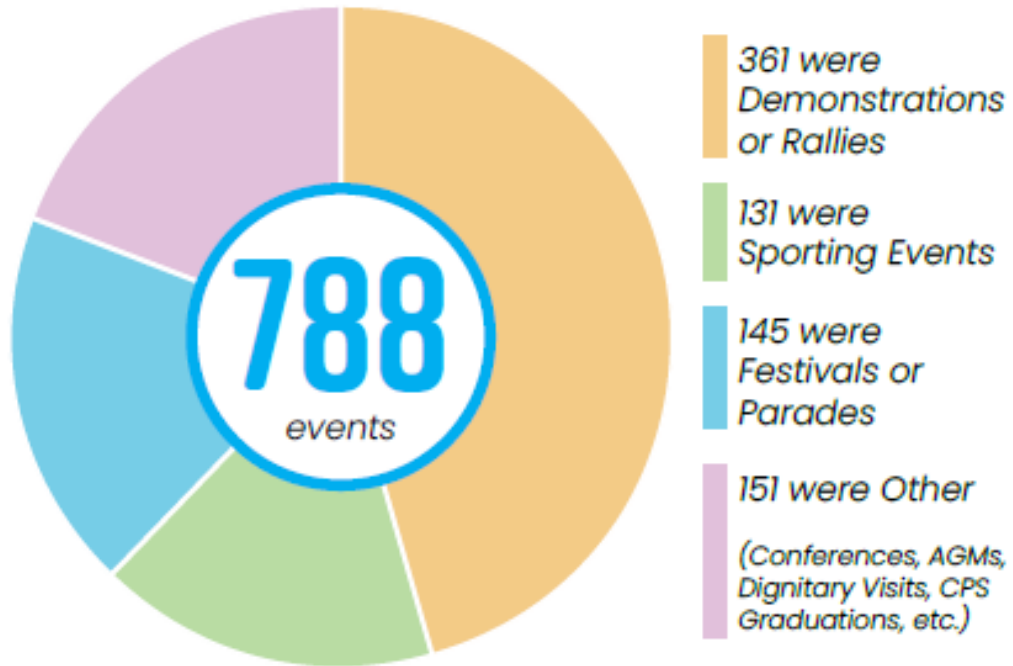 788
events
361 were
Demonstrations
or Rallies
131 were
Sporting Events
145 were
Festivals or
Parades
151 were Other
(Conferences, AGMs,
Dignitary Visits, CPS
Graduations, etc.)